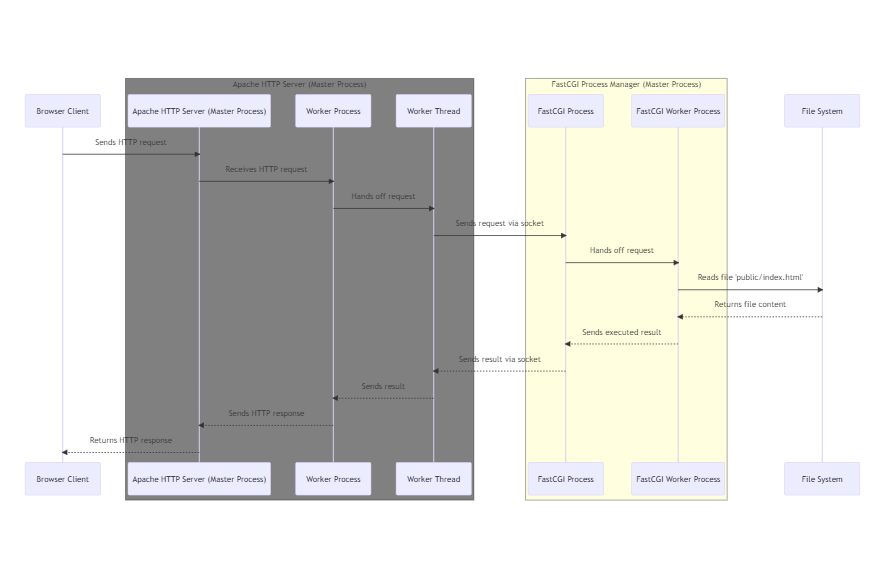 Apache HTTP Server (Master Process)
FastCGI Process Manager (Master Process)
Browser Client
Apache HTTP Server (Master Process)
Worker Process
Worker Thread
FastCGI Process
FastCGI Worker Process
File System
Sends HTTP request
Receives HTTP request
Hands off request
Sends request via socket
Hands off request
Reads file 'public/index.html'
Returns file content
Sends executed result
Sends result via socket
Sends result
Sends HTTP response
Returns HTTP response
Browser Client
Apache HTTP Server (Master Process)
Worker Process
Worker Thread
FastCGI Process
FastCGI Worker Process
File System